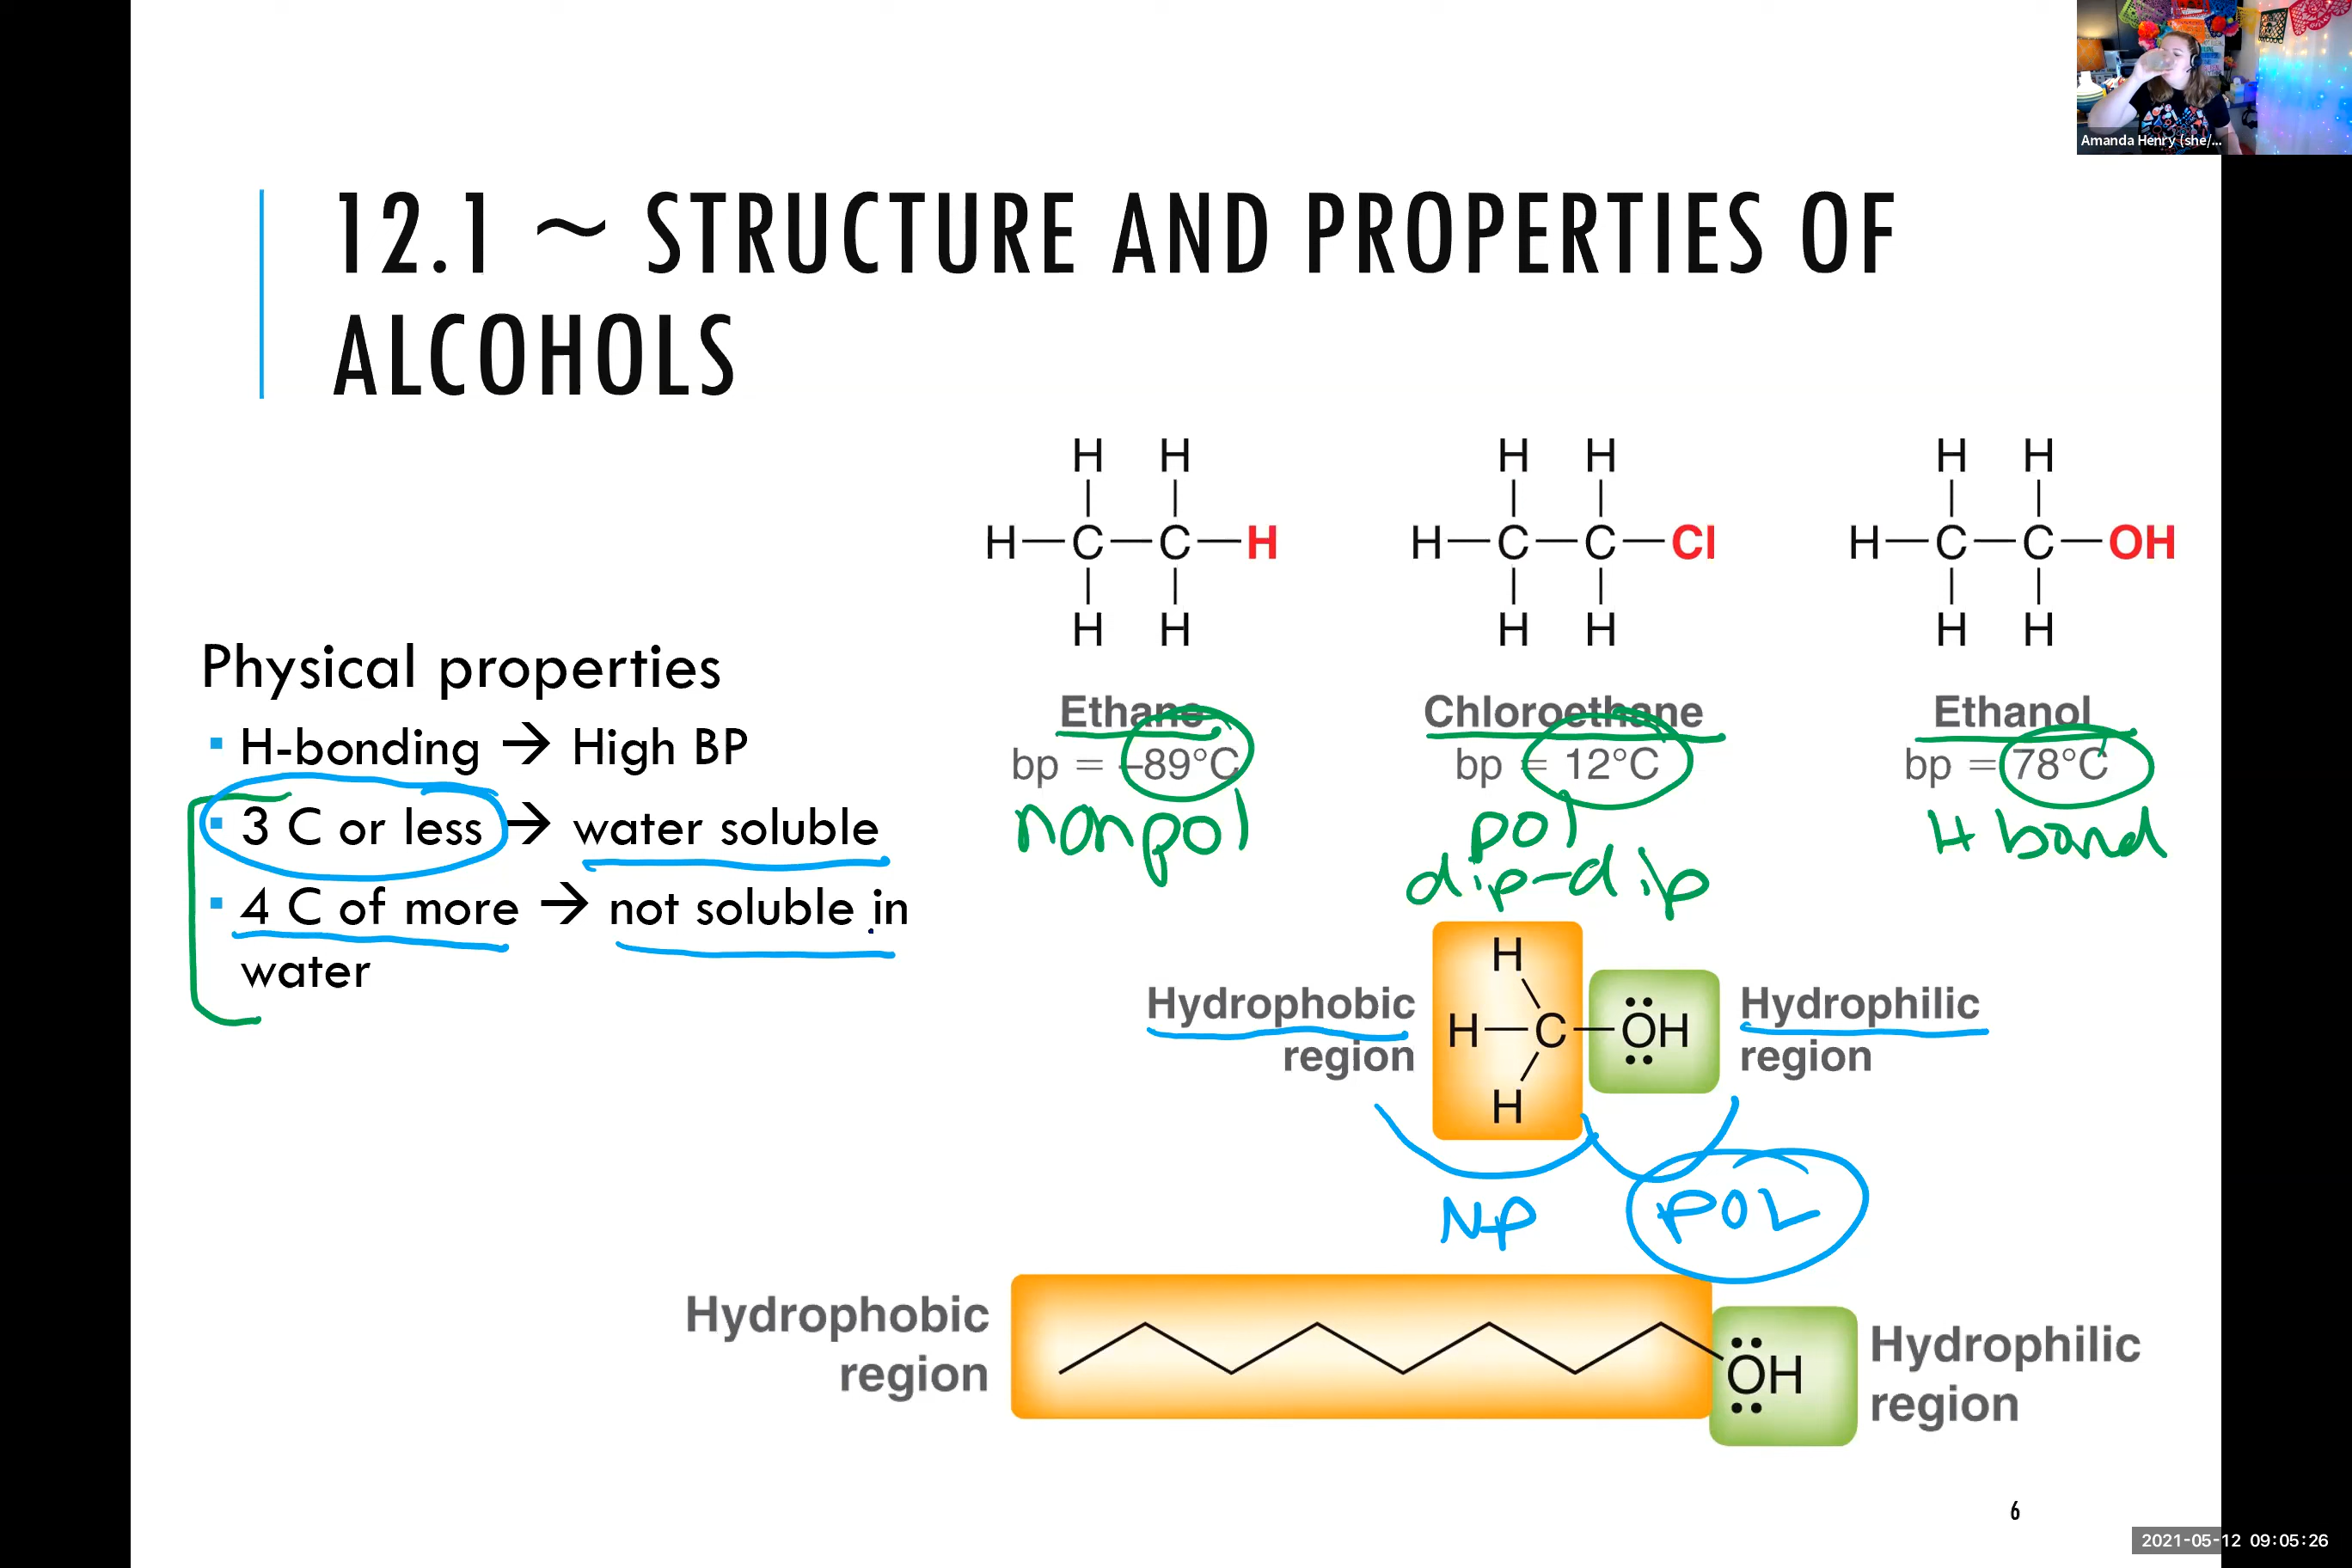 Amanda Henry (she/...
12.1 ~ STRUCTURE AND PROPERTIES OF
ALCOHOLS
Physical properties
▪ H-bonding → High BP
▪ 3 C or less → water soluble
▪ 4 C of more → not soluble in
water
H H
H C C H
H H
Ethane
bp = –89°C
nonpol
H H
H C C Cl
H H
Chloroethane
bp = 12°C
pol
dip-dip
H H
H C C OH
H H
Ethanol
bp = 78°C
H bond
Hydrophobic
region
H
H C OH
H
Hydrophilic
region
NP
POL
Hydrophobic
region
OH
Hydrophilic
region
6
2021-05-12 09:05:26